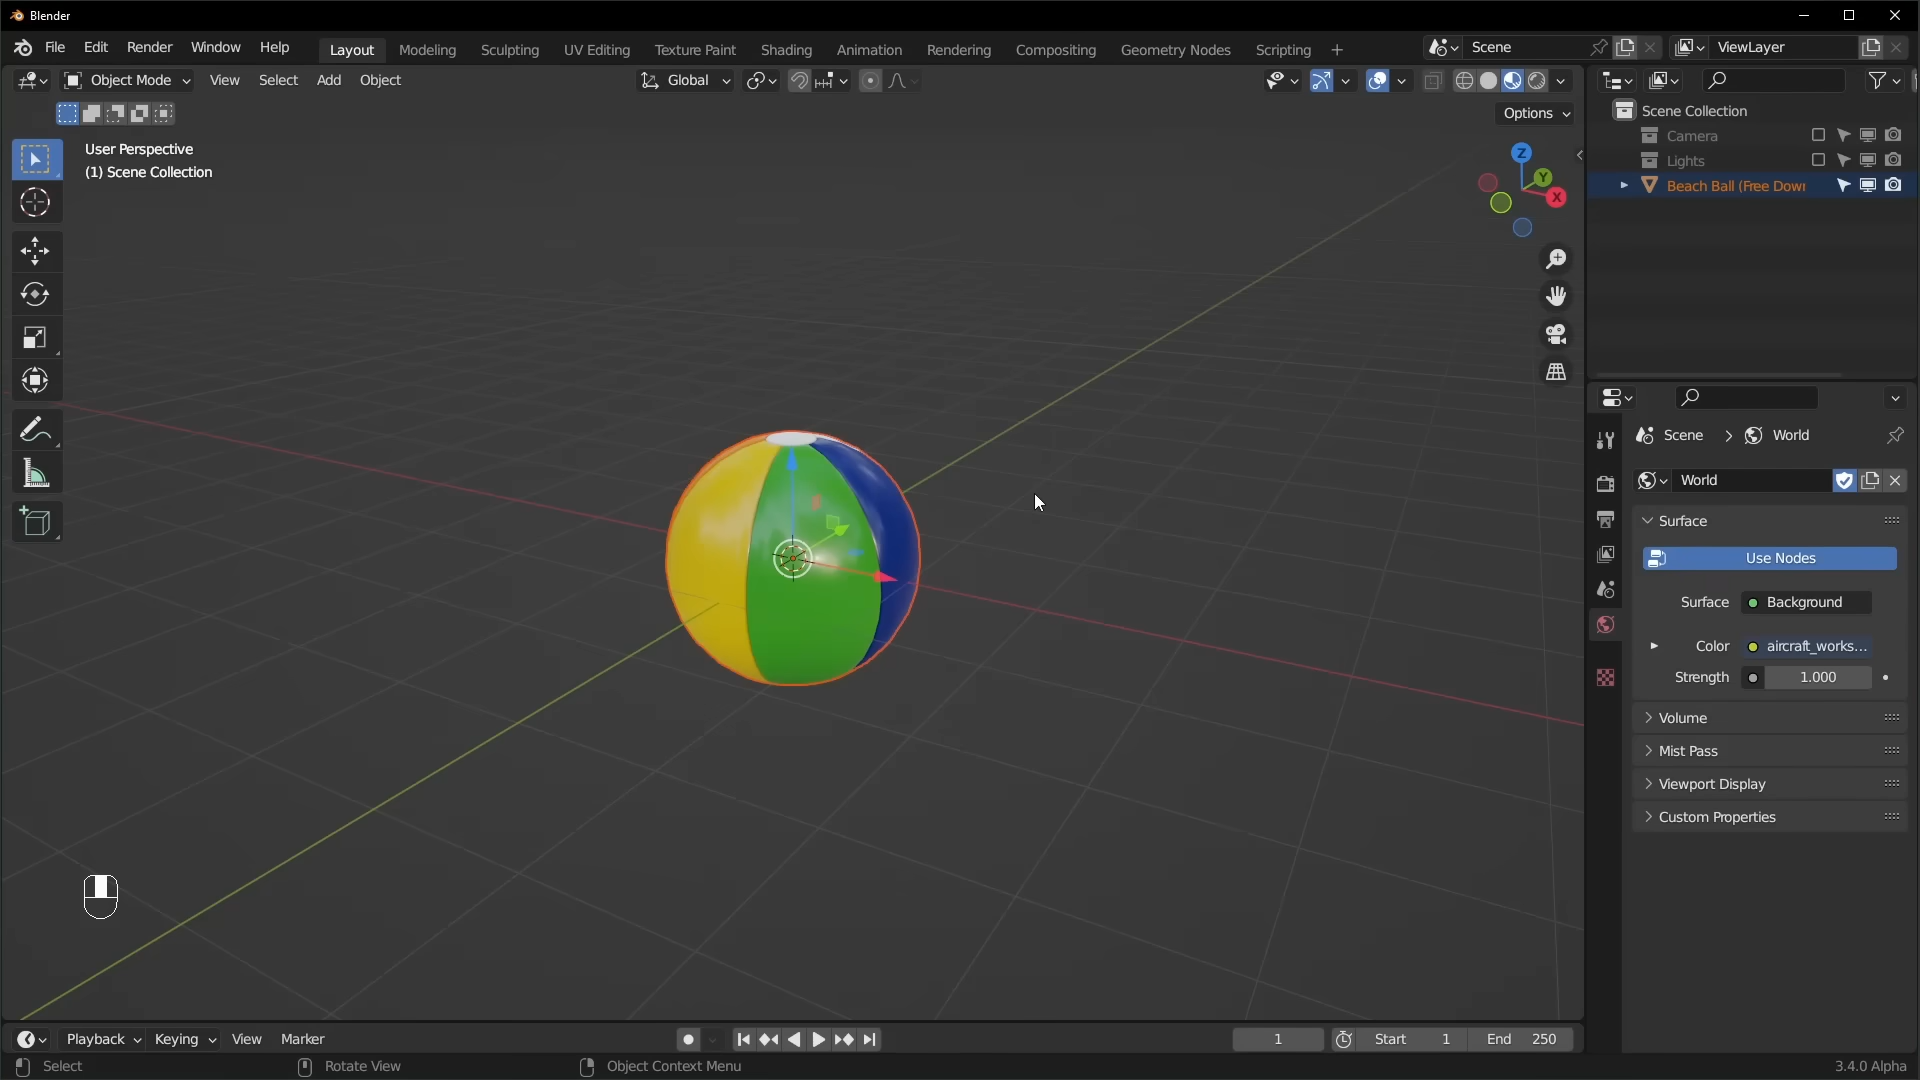 Blender
File Edit Render Window Help Layout Modeling Sculpting UV Editing Texture Paint Shading Animation Rendering Compositing Geometry Nodes Scripting + Scene ViewLayer
Object Mode View Select Add Object Global
Options
User Perspective
(1) Scene Collection
Z
Y
X
Scene Collection
Camera
Lights
Beach Ball (Free Dow
Scene > World
World
Surface
Use Nodes
Surface Background
Color aircraft_works...
Strength 1.000
Volume
Mist Pass
Viewport Display
Custom Properties
Playback Keying View Marker 1 Start 1 End 250
Select Rotate View Object Context Menu 3.4.0 Alpha